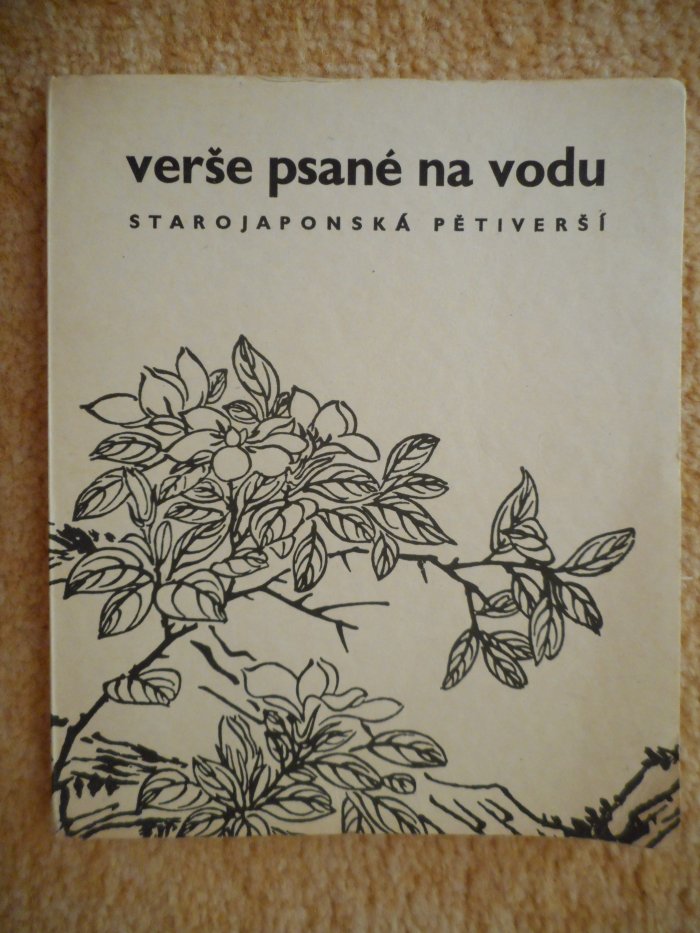 verše psané na vodu
STAROJAPONSKÁ PĚTIVERŠÍ